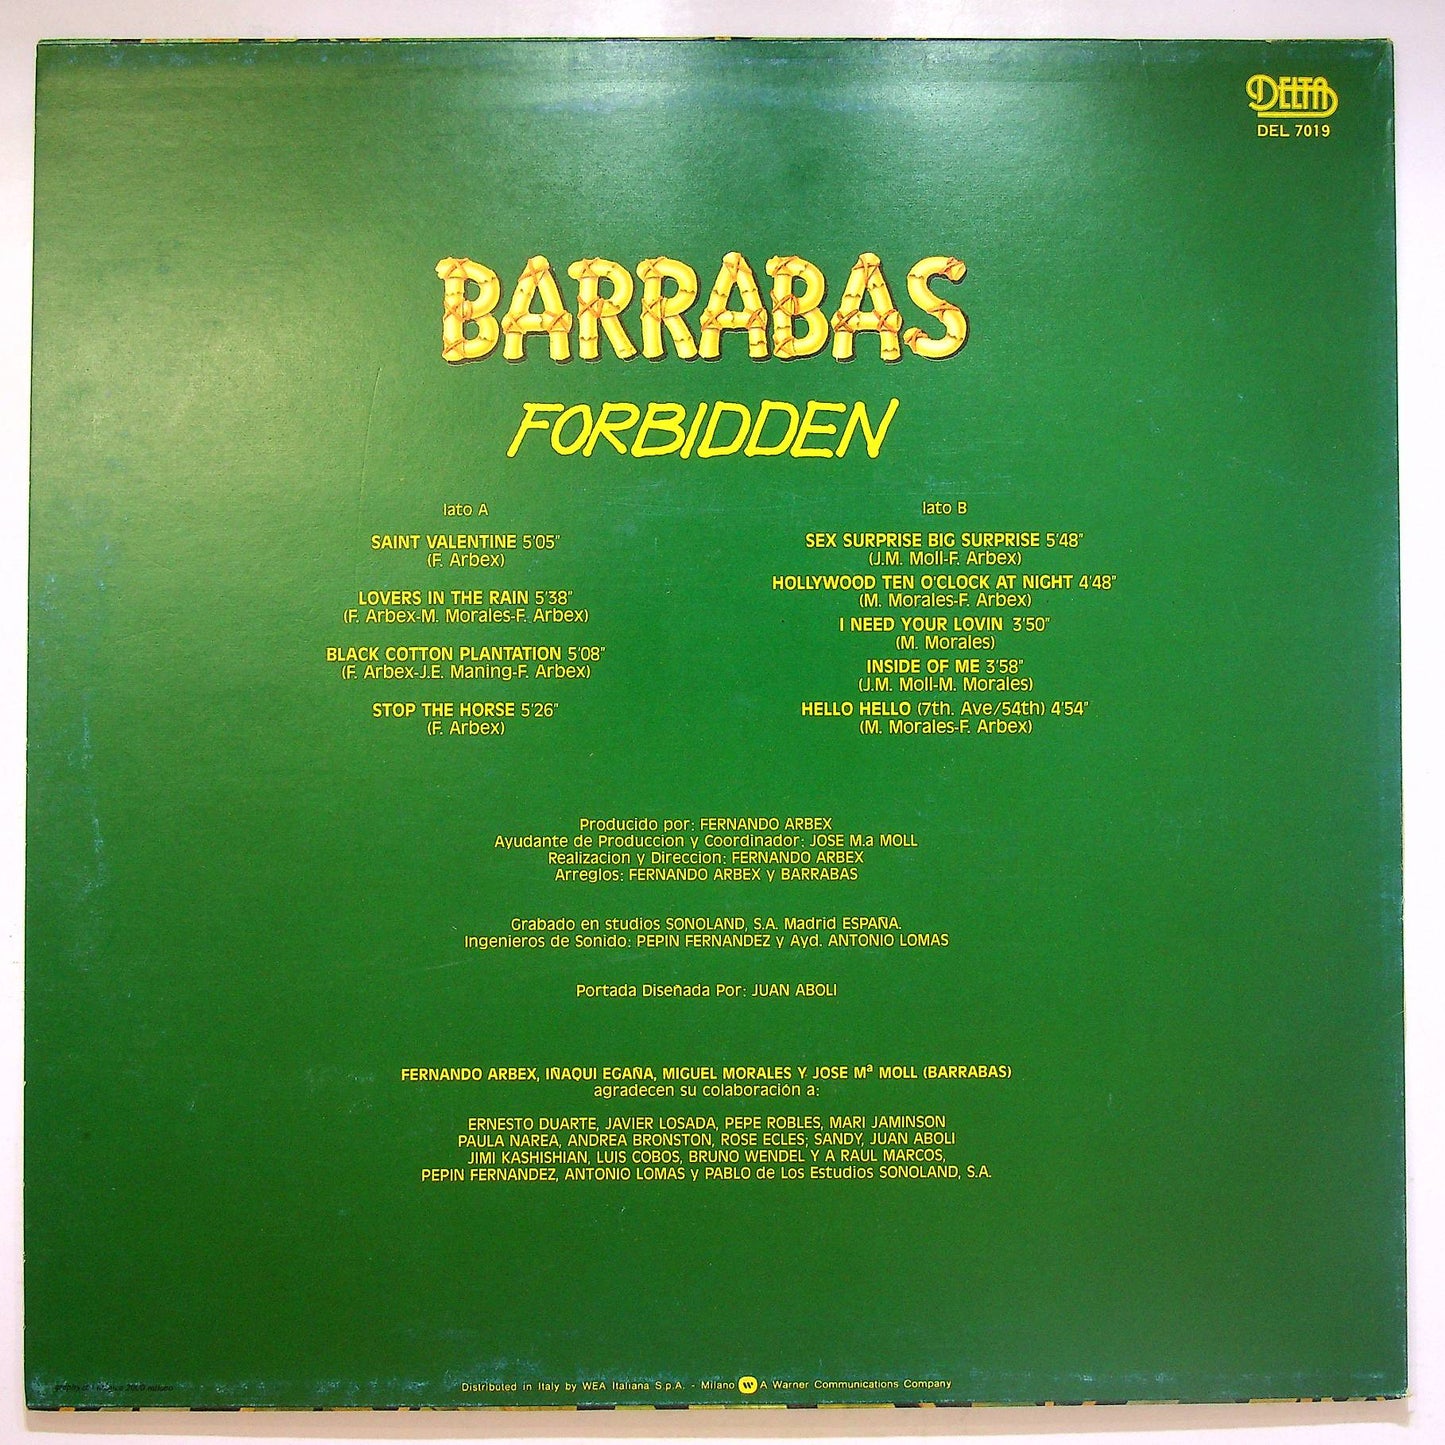 DELTA
DEL 7019
BARRABAS
FORBIDDEN
lato A
SAINT VALENTINE 5'05"
(F. Arbex)
LOVERS IN THE RAIN 5'38"
(F. Arbex-M. Morales-F. Arbex)
BLACK COTTON PLANTATION 5'08"
(F. Arbex-J.E. Maning-F. Arbex)
STOP THE HORSE 5'26"
(F. Arbex)
lato B
SEX SURPRISE BIG SURPRISE 5'48"
(J.M. Moll-F. Arbex)
HOLLYWOOD TEN O'CLOCK AT NIGHT 4'48"
(M. Morales-F. Arbex)
I NEED YOUR LOVIN 3'50"
(M. Morales)
INSIDE OF ME 3'58"
(J.M. Moll-M. Morales)
HELLO HELLO (7th. Ave/54th) 4'54"
(M. Morales-F. Arbex)
Producido por: FERNANDO ARBEX
Ayudante de Produccion y Coordinador: JOSE M.a MOLL
Realizacion y Direccion: FERNANDO ARBEX
Arreglos: FERNANDO ARBEX y BARRABAS
Grabado en studios SONOLAND, S.A. Madrid ESPAÑA.
Ingenieros de Sonido: PEPIN FERNANDEZ y Ayd. ANTONIO LOMAS
Portada Diseñada Por: JUAN ABOLI
FERNANDO ARBEX, IÑAQUI EGAÑA, MIGUEL MORALES Y JOSE Mª MOLL (BARRABAS)
agradecen su colaboración a:
ERNESTO DUARTE, JAVIER LOSADA, PEPE ROBLES, MARI JAMINSON
PAULA NAREA, ANDREA BRONSTON, ROSE ECLES; SANDY, JUAN ABOLI
JIMI KASHISHIAN, LUIS COBOS, BRUNO WENDEL Y A RAUL MARCOS,
PEPIN FERNANDEZ, ANTONIO LOMAS y PABLO de Los Estudios SONOLAND, S.A.
Distributed in Italy by WEA Italiana S.p.A. - Milano W A Warner Communications Company